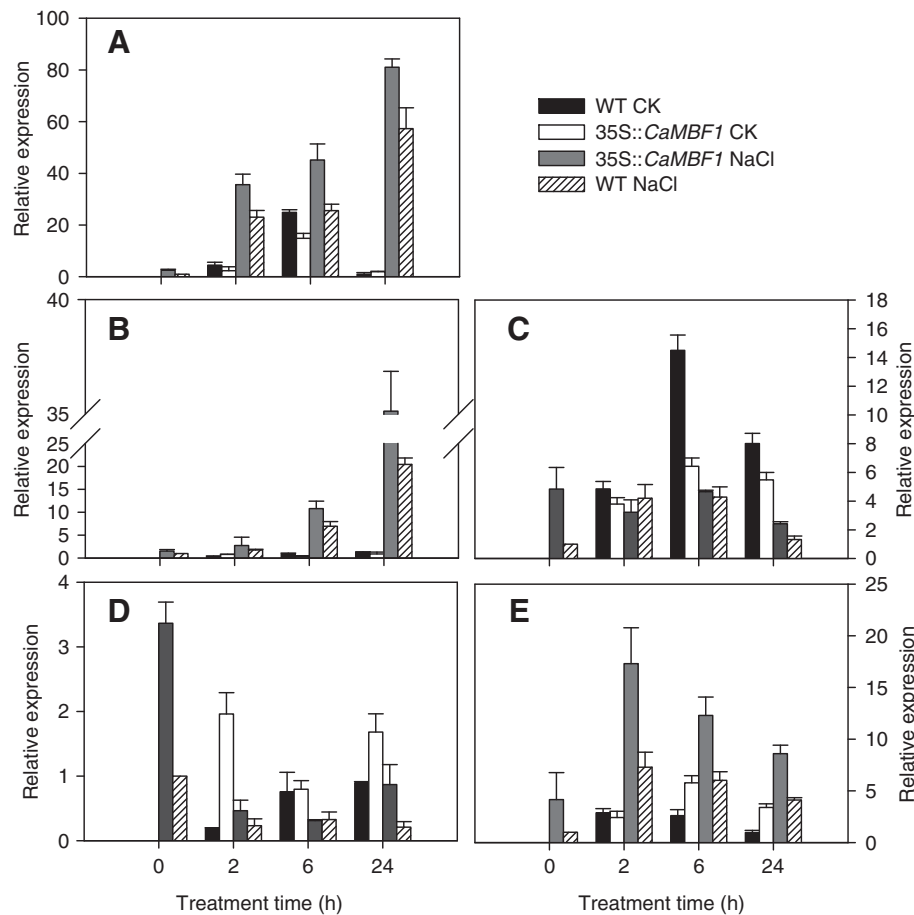 A
Relative expression
100
80
60
40
20
0
WT CK
35S::CaMBF1 CK
35S::CaMBF1 NaCl
WT NaCl
B
Relative expression
40
35
25
20
15
10
5
0
C
Relative expression
18
16
14
12
10
8
6
4
2
0
D
Relative expression
4
3
2
1
0
0 2 6 24
Treatment time (h)
E
Relative expression
25
20
15
10
5
0
0 2 6 24
Treatment time (h)